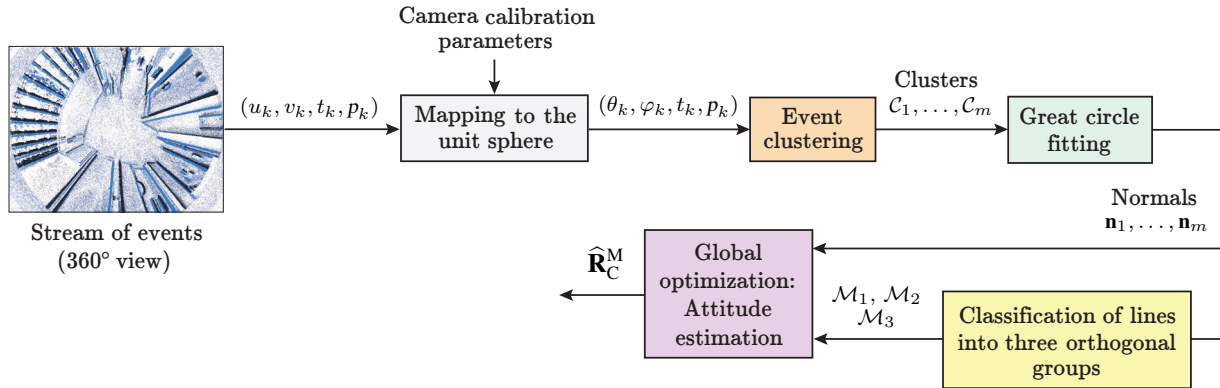 Camera calibration
parameters
(u_k, v_k, t_k, p_k)
Mapping to the
unit sphere
(θ_k, φ_k, t_k, p_k)
Event
clustering
Clusters
𝒞_1, . . . , 𝒞_m
Great circle
fitting
Stream of events
(360° view)
Normals
𝐧_1, . . . , 𝐧_m
R̂_C^M
Global
optimization:
Attitude
estimation
ℳ_1, ℳ_2
ℳ_3
Classification of lines
into three orthogonal
groups